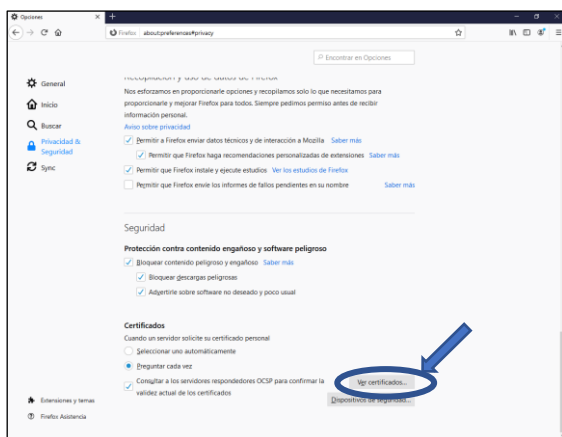 Opciones
Firefox about:preferences#privacy
Encontrar en Opciones
General
Inicio
Buscar
Privacidad &
Seguridad
Sync
Recopilación y uso de datos de Firefox
Nos esforzamos en proporcionarle opciones y recopilamos solo lo que necesitamos para
proporcionarle y mejorar Firefox para todos. Siempre pedimos permiso antes de recibir
información personal.
Aviso sobre privacidad
Permitir a Firefox enviar datos técnicos y de interacción a Mozilla Saber más
Permitir que Firefox haga recomendaciones personalizadas de extensiones Saber más
Permitir que Firefox instale y ejecute estudios Ver los estudios de Firefox
Permitir que Firefox envíe los informes de fallos pendientes en su nombre Saber más
Seguridad
Protección contra contenido engañoso y software peligroso
Bloquear contenido peligroso y engañoso Saber más
Bloquear descargas peligrosas
Advertirle sobre software no deseado y poco usual
Certificados
Cuando un servidor solicite su certificado personal
Seleccionar uno automáticamente
Preguntar cada vez
Consultar a los servidores respondedores OCSP para confirmar la
validez actual de los certificados
Ver certificados...
Dispositivos de seguridad...
Extensiones y temas
Firefox Asistencia